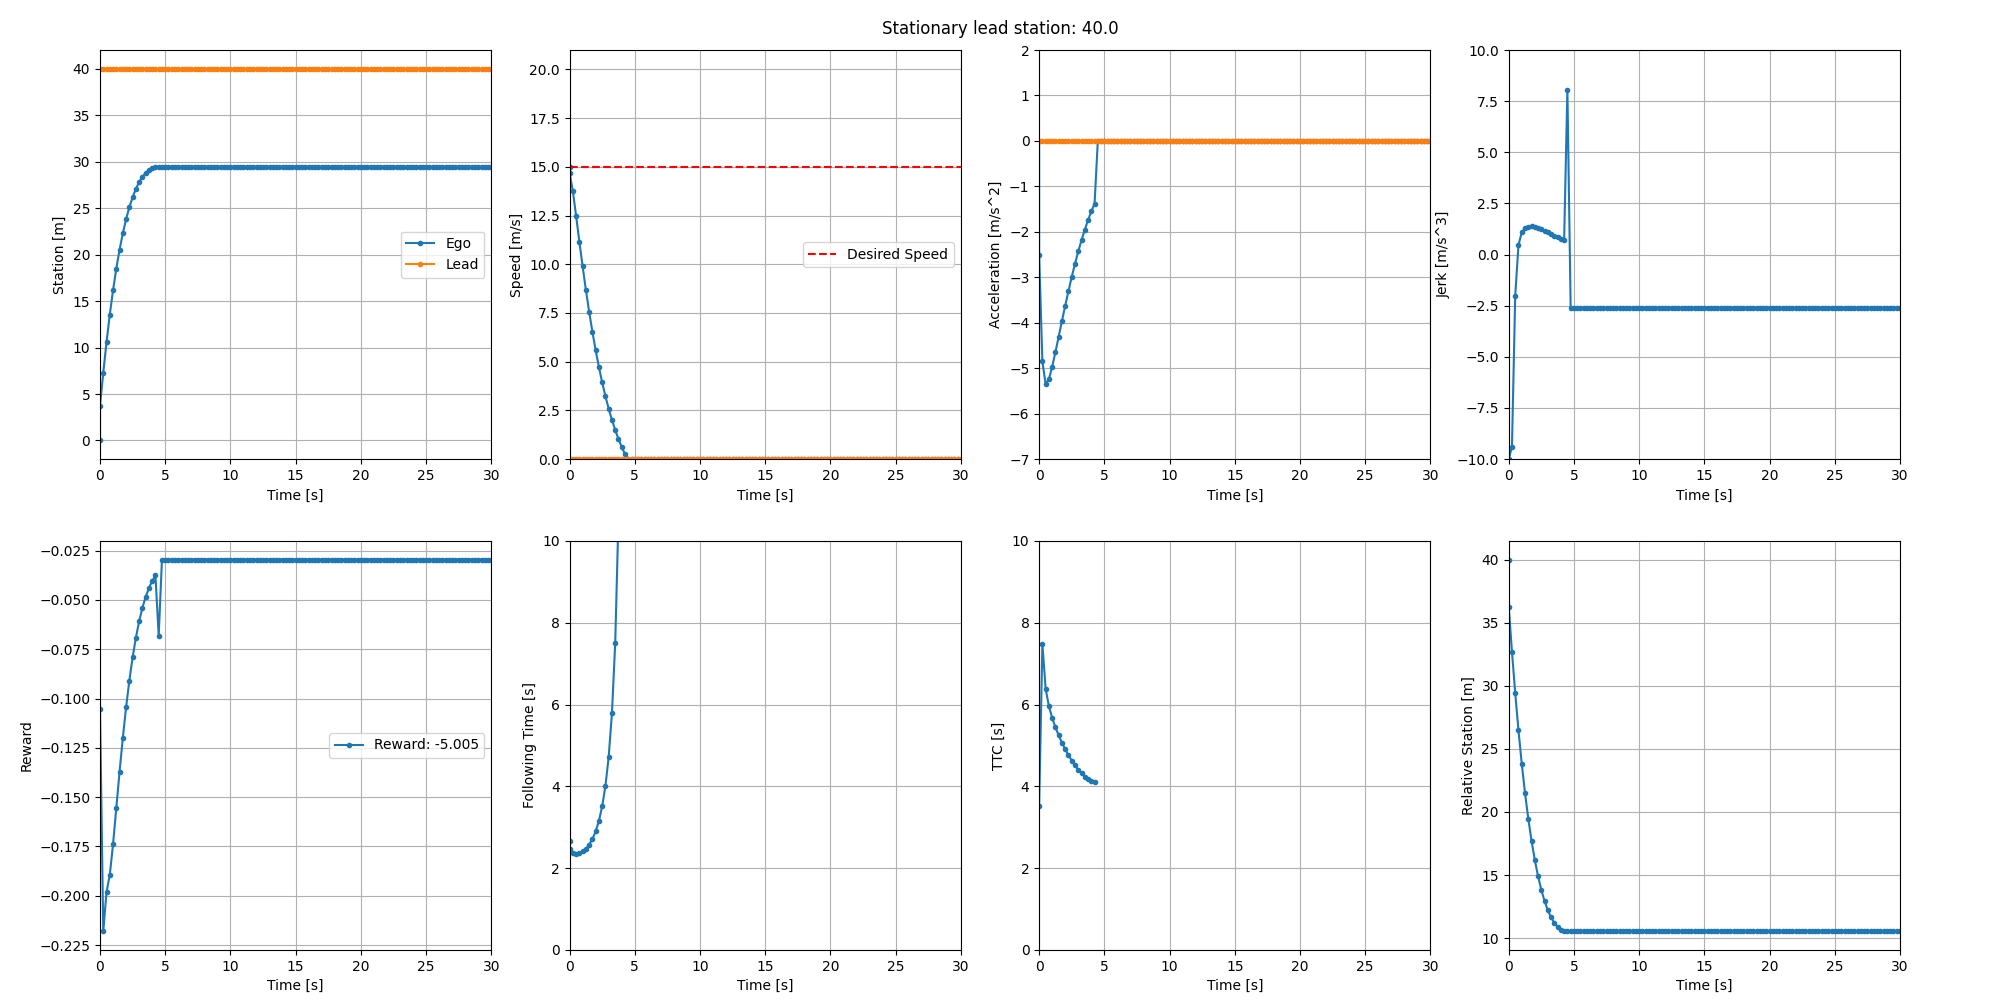 Stationary lead station: 40.0
Station [m]
40
35
30
25
20
15
10
5
0
Ego
Lead
0 5 10 15 20 25 30
Time [s]
Speed [m/s]
20.0
17.5
15.0
12.5
10.0
7.5
5.0
2.5
0.0
Desired Speed
0 5 10 15 20 25 30
Time [s]
Acceleration [m/s^2]
2
1
0
−1
−2
−3
−4
−5
−6
−7
0 5 10 15 20 25 30
Time [s]
Jerk [m/s^3]
10.0
7.5
5.0
2.5
0.0
−2.5
−5.0
−7.5
−10.0
0 5 10 15 20 25 30
Time [s]
Reward
−0.025
−0.050
−0.075
−0.100
−0.125
−0.150
−0.175
−0.200
−0.225
Reward: -5.005
0 5 10 15 20 25 30
Time [s]
Following Time [s]
10
8
6
4
2
0
0 5 10 15 20 25 30
Time [s]
TTC [s]
10
8
6
4
2
0
0 5 10 15 20 25 30
Time [s]
Relative Station [m]
40
35
30
25
20
15
10
0 5 10 15 20 25 30
Time [s]